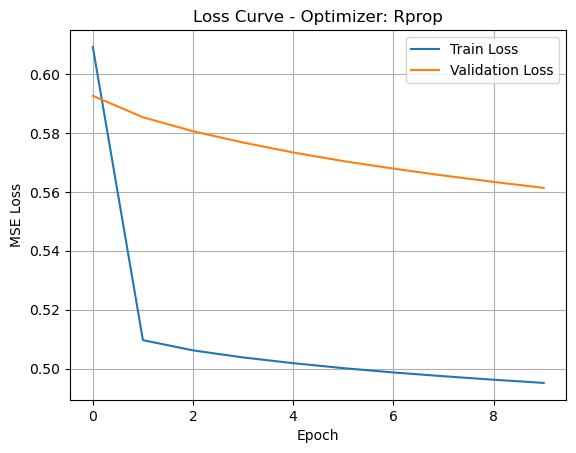 Loss Curve - Optimizer: Rprop
Train Loss
Validation Loss
0.60
0.58
0.56
0.54
0.52
0.50
MSE Loss
0 2 4 6 8
Epoch